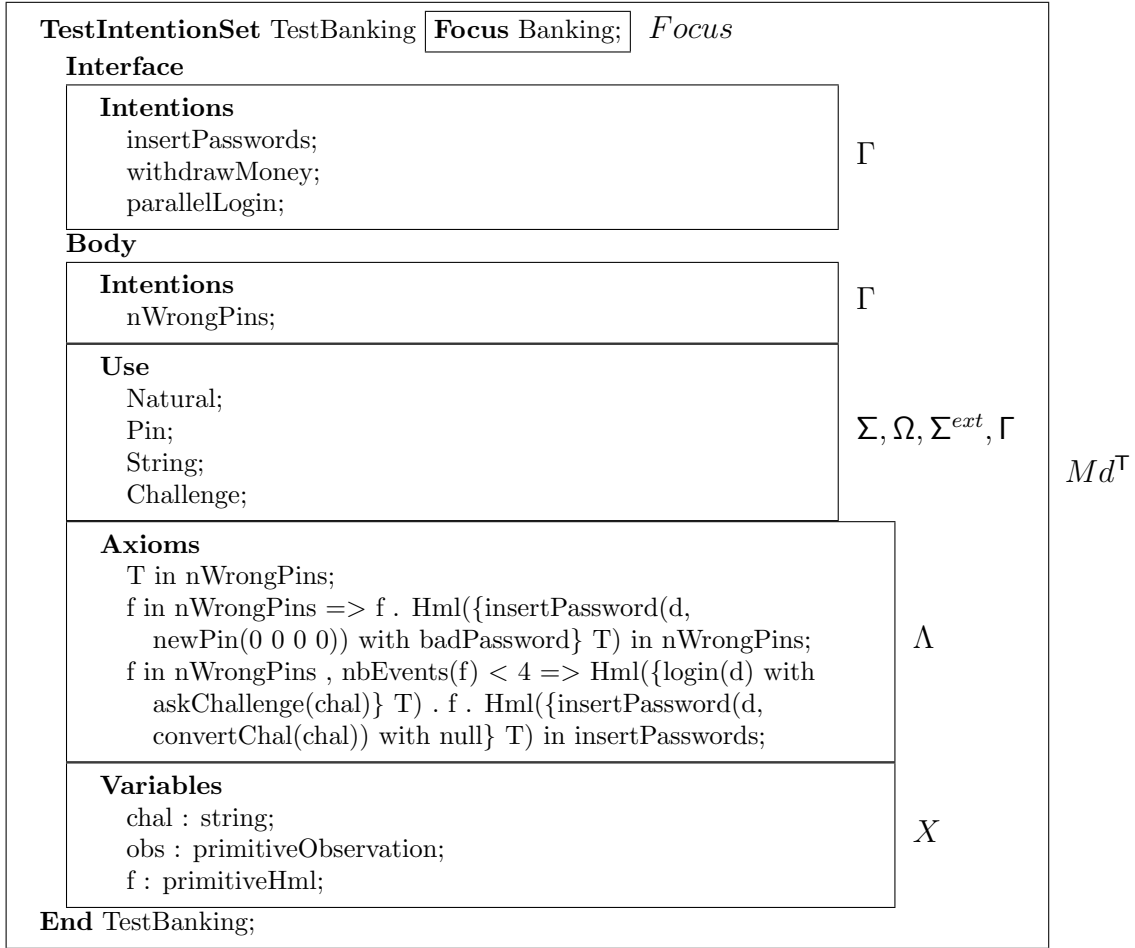 TestIntentionSet TestBanking Focus Banking; Focus
Interface
Intentions
insertPasswords;
withdrawMoney;
parallelLogin;
Γ
Body
Intentions
nWrongPins;
Γ
Use
Natural;
Pin;
String;
Challenge;
Σ, Ω, Σ^{ext}, Γ
Md^T
Axioms
T in nWrongPins;
f in nWrongPins => f . Hml({insertPassword(d,
newPin(0 0 0 0)) with badPassword} T) in nWrongPins;
f in nWrongPins , nbEvents(f) < 4 => Hml({login(d) with
askChallenge(chal)} T) . f . Hml({insertPassword(d,
convertChal(chal)) with null} T) in insertPasswords;
Λ
Variables
chal : string;
obs : primitiveObservation;
f : primitiveHml;
X
End TestBanking;